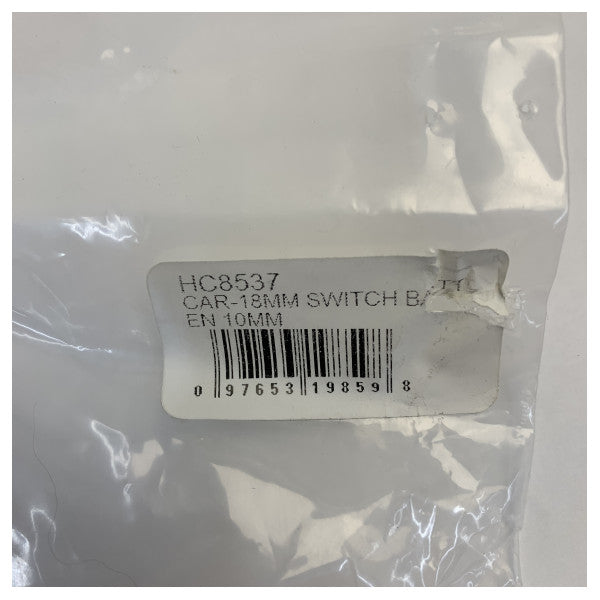 HC8537
CAR-18MM SWITCH
EN 10MM
0 97653 19859 8